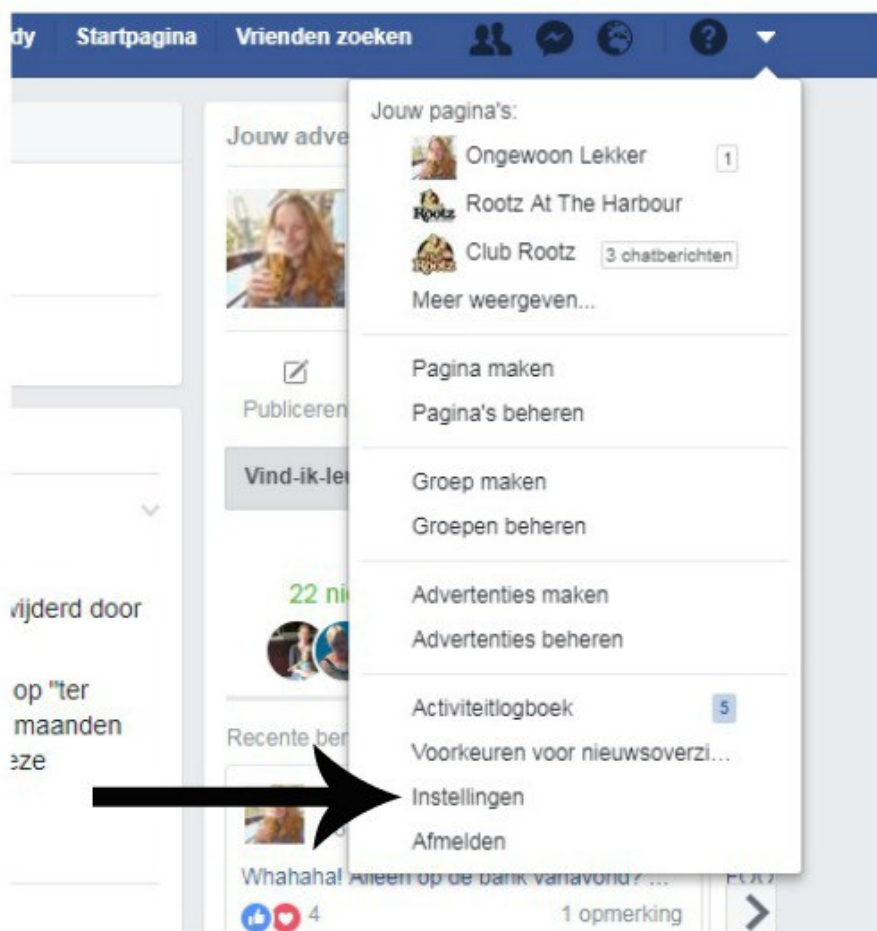 dy Startpagina Vrienden zoeken
Jouw adve
Publiceren
Vind-ik-leu
22 ni
Recente ber
Whahaha! Alleen op de bank vanavond? ...
4 1 opmerking
vijderd door
op "ter
maanden
eze
Jouw pagina's:
Ongewoon Lekker 1
Rootz At The Harbour
Club Rootz 3 chatberichten
Meer weergeven...
Pagina maken
Pagina's beheren
Groep maken
Groepen beheren
Advertenties maken
Advertenties beheren
Activiteitlogboek 5
Voorkeuren voor nieuwsoverzi...
Instellingen
Afmelden